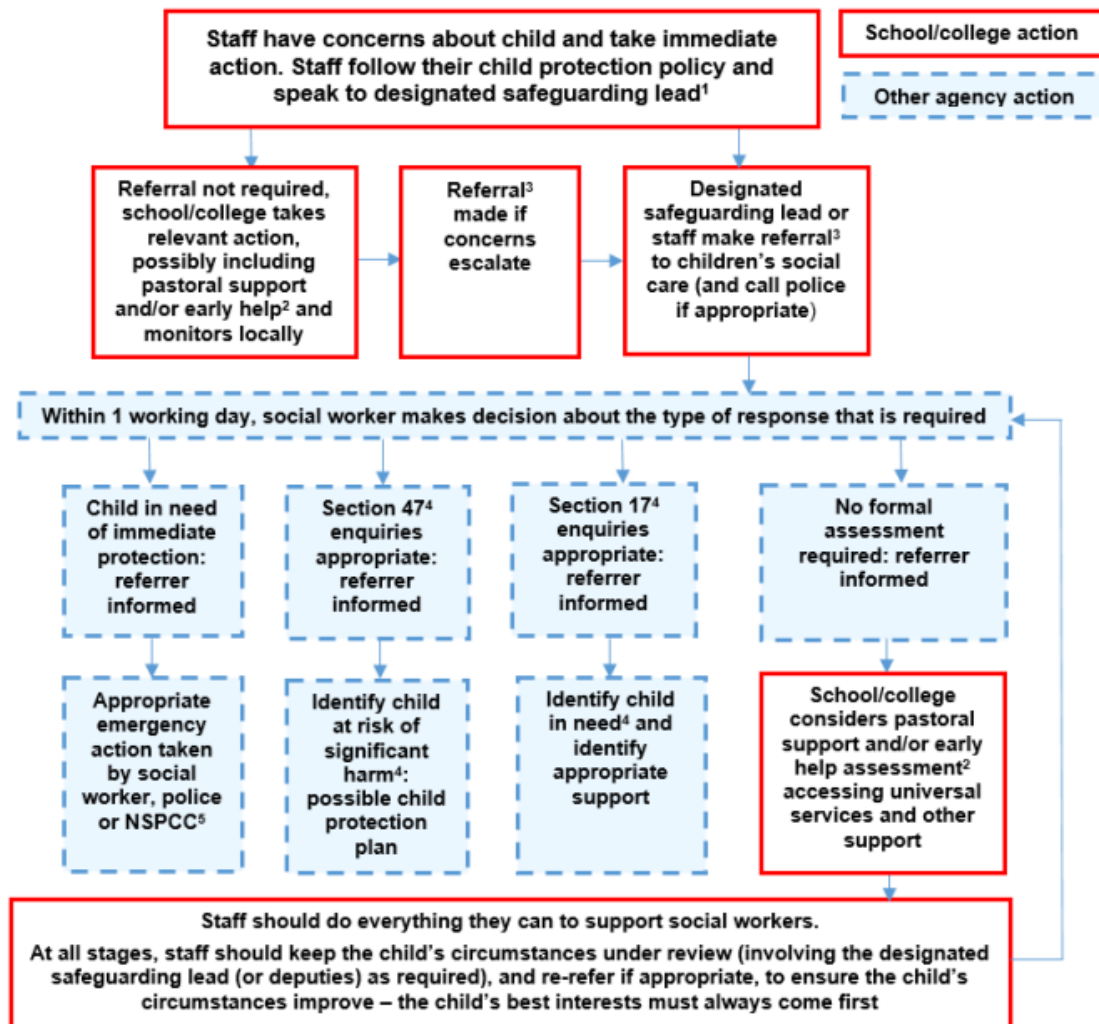 Staff have concerns about child and take immediate
action. Staff follow their child protection policy and
speak to designated safeguarding lead¹
School/college action
Other agency action
Referral not required,
school/college takes
relevant action,
possibly including
pastoral support
and/or early help² and
monitors locally
Referral³
made if
concerns
escalate
Designated
safeguarding lead or
staff make referral³
to children’s social
care (and call police
if appropriate)
Within 1 working day, social worker makes decision about the type of response that is required
Child in need
of immediate
protection:
referrer
informed
Section 47⁴
enquiries
appropriate:
referrer
informed
Section 17⁴
enquiries
appropriate:
referrer
informed
No formal
assessment
required: referrer
informed
Appropriate
emergency
action taken
by social
worker, police
or NSPCC⁵
Identify child
at risk of
significant
harm⁴:
possible child
protection
plan
Identify child
in need⁴ and
identify
appropriate
support
School/college
considers pastoral
support and/or early
help assessment²
accessing universal
services and other
support
Staff should do everything they can to support social workers.
At all stages, staff should keep the child’s circumstances under review (involving the designated
safeguarding lead (or deputies) as required), and re-refer if appropriate, to ensure the child’s
circumstances improve – the child’s best interests must always come first